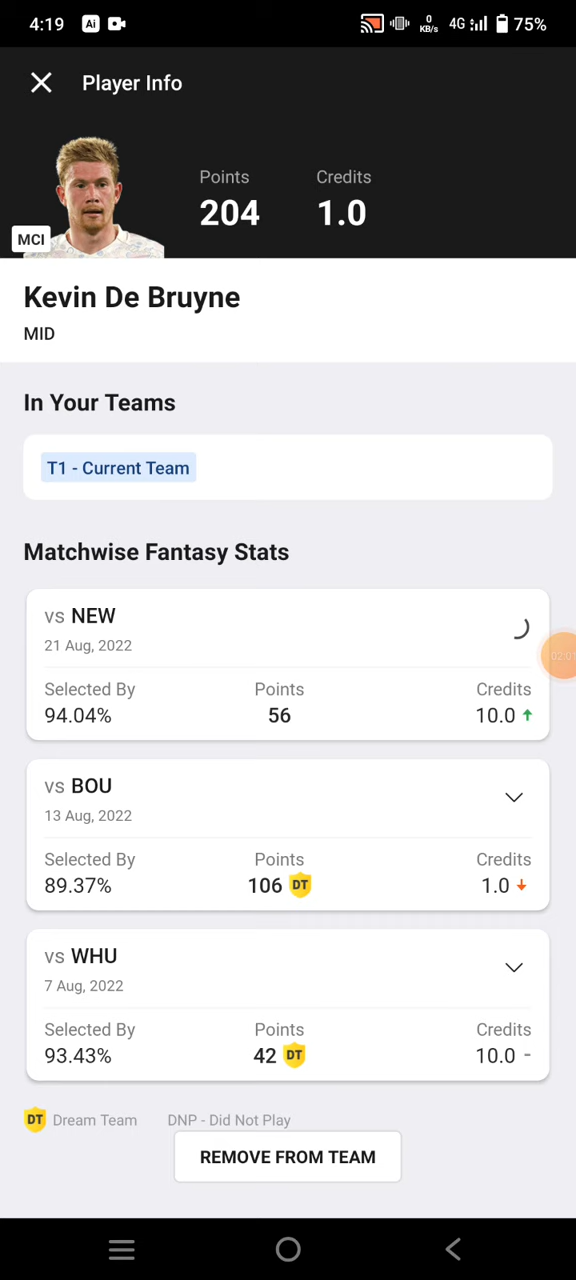 4:19 Ai 0 KB/s 4G 75%
Player Info
Points Credits
204 1.0
MCI
Kevin De Bruyne
MID
In Your Teams
T1 - Current Team
Matchwise Fantasy Stats
vs NEW
21 Aug, 2022
Selected By Points Credits
94.04% 56 10.0
vs BOU
13 Aug, 2022
Selected By Points Credits
89.37% 106 DT 1.0
vs WHU
7 Aug, 2022
Selected By Points Credits
93.43% 42 DT 10.0 -
DT Dream Team DNP - Did Not Play
REMOVE FROM TEAM